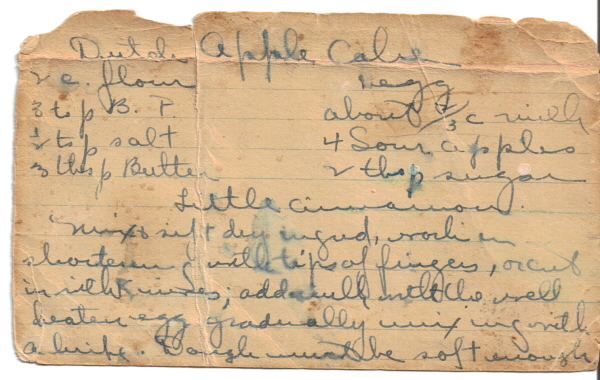 Dutch Apple Cake
2 c. flour 1 egg
3 tsp B. P. about 2/3 c milk
1/2 tsp salt 4 Sour apples
3 tbsp Butter 2 tbsp sugar
Little cinnamon.
Mix & sift dry ingred, work in
shortening with tips of fingers, or cut
in with knives; add milk with the well
beaten egg gradually mixing with
a knife. Dough must be soft enough